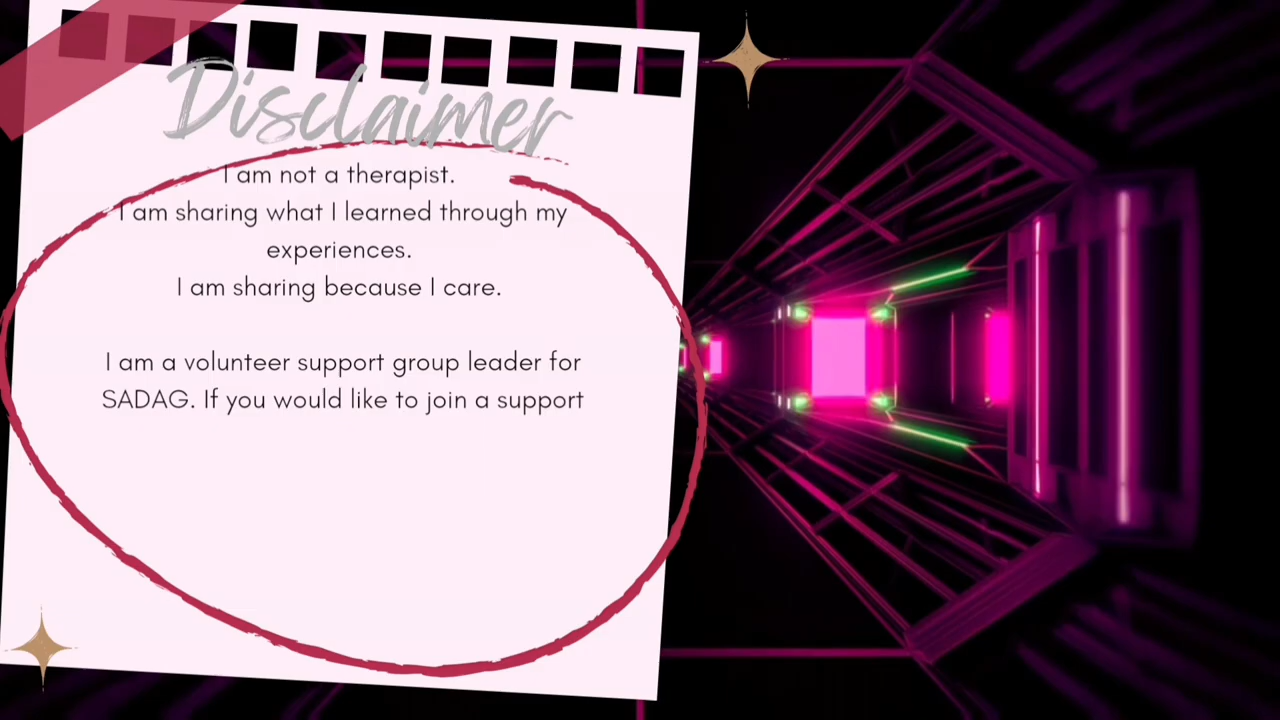 Disclaimer
I am not a therapist.
I am sharing what I learned through my
experiences.
I am sharing because I care.
I am a volunteer support group leader for
SADAG. If you would like to join a support